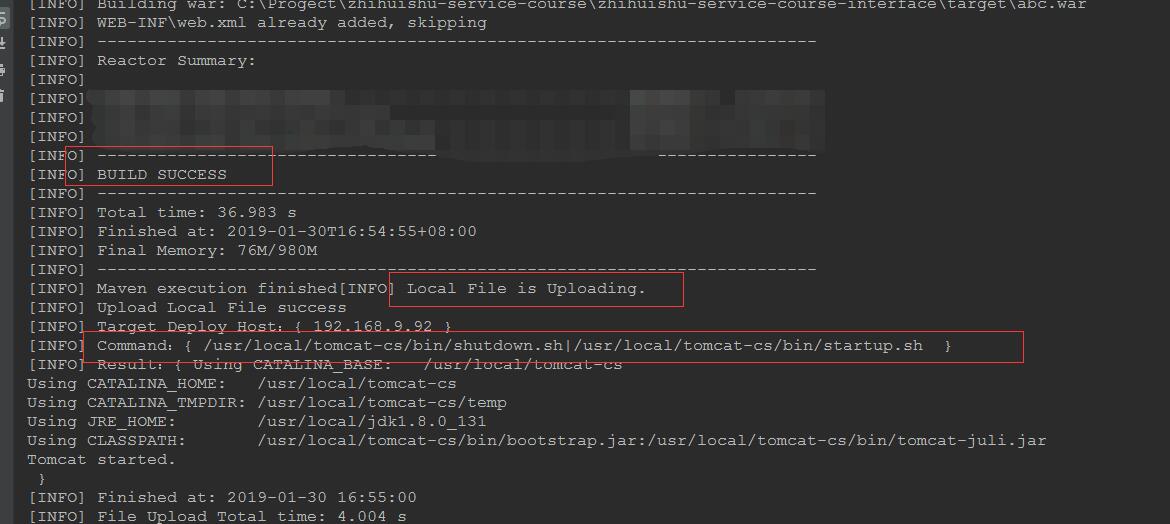 [INFO] Building war: C:\Progect\zhihuishu-service-course\zhihuishu-service-course-interface\target\abc.war
[INFO] WEB-INF\web.xml already added, skipping
[INFO] ------------------------------------------------------------------------
[INFO] Reactor Summary:
[INFO]
[INFO]
[INFO]
[INFO]
[INFO] ---------------------------------- ----------------
[INFO] BUILD SUCCESS
[INFO] ------------------------------------------------------------------------
[INFO] Total time: 36.983 s
[INFO] Finished at: 2019-01-30T16:54:55+08:00
[INFO] Final Memory: 76M/980M
[INFO] ------------------------------------------------------------------------
[INFO] Maven execution finished[INFO] Local File is Uploading.
[INFO] Upload Local File success
[INFO] Target Deploy Host：{ 192.168.9.92 }
[INFO] Command：{ /usr/local/tomcat-cs/bin/shutdown.sh|/usr/local/tomcat-cs/bin/startup.sh }
[INFO] Result：{ Using CATALINA_BASE: /usr/local/tomcat-cs
Using CATALINA_HOME: /usr/local/tomcat-cs
Using CATALINA_TMPDIR: /usr/local/tomcat-cs/temp
Using JRE_HOME: /usr/local/jdk1.8.0_131
Using CLASSPATH: /usr/local/tomcat-cs/bin/bootstrap.jar:/usr/local/tomcat-cs/bin/tomcat-juli.jar
Tomcat started.
}
[INFO] Finished at: 2019-01-30 16:55:00
[INFO] File Upload Total time: 4.004 s